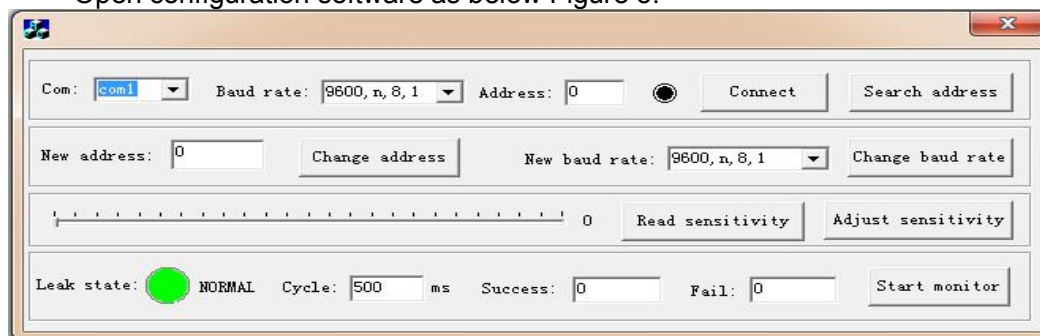 Open configuration software as below Figure
Com: com1 Baud rate: 9600, n, 8, 1 Address: 0 Connect Search address
New address: 0 Change address New baud rate: 9600, n, 8, 1 Change baud rate
0 Read sensitivity Adjust sensitivity
Leak state: NORMAL Cycle: 500 ms Success: 0 Fail: 0 Start monitor